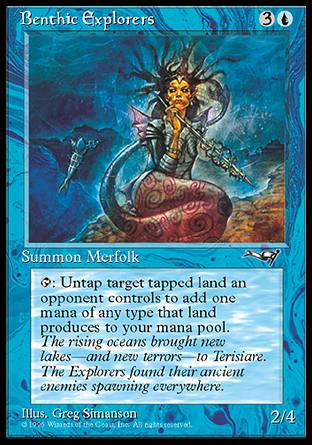 Benthic Explorers 3
Summon Merfolk
: Untap target tapped land an
opponent controls to add one
mana of any type that land
produces to your mana pool.
The rising oceans brought new
lakes—and new terrors—to Terisiare.
The Explorers found their ancient
enemies spawning everywhere.
Illus. Greg Simanson
2/4
© 1996 Wizards of the Coast, Inc. All rights reserved.